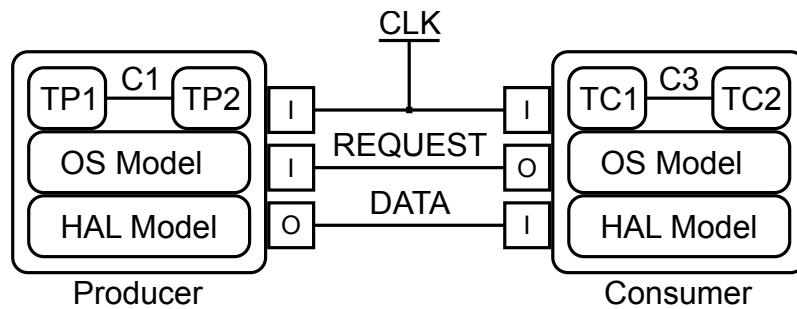 CLK
TP1 C1 TP2 I I TC1 C3 TC2
OS Model I REQUEST O OS Model
HAL Model O DATA I HAL Model
Producer Consumer